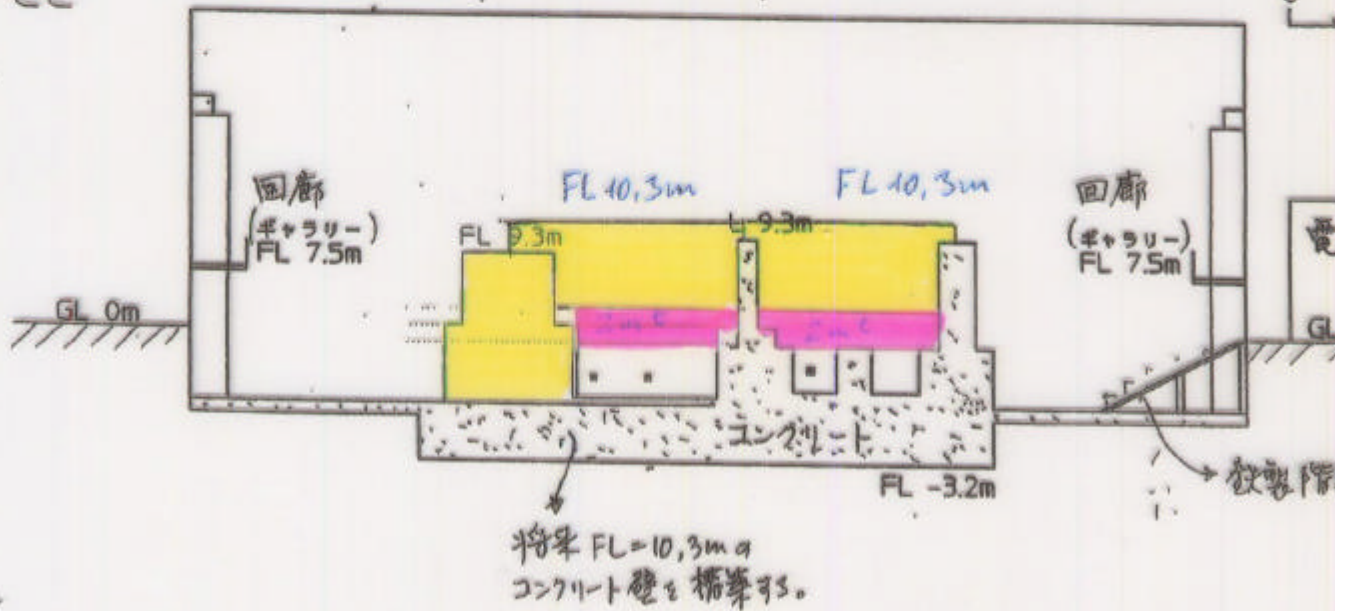 FL 10,3m
FL 10,3m
回廊
(ギャラリー)
FL 7.5m
回廊
(ギャラリー)
FL 7.5m
FL 9.3m
9.3m
電
GL 0m
GL
コンクリート
FL -3.2m
鉄製階
将来 FL=10,3mの
コンクリート壁を構築する。